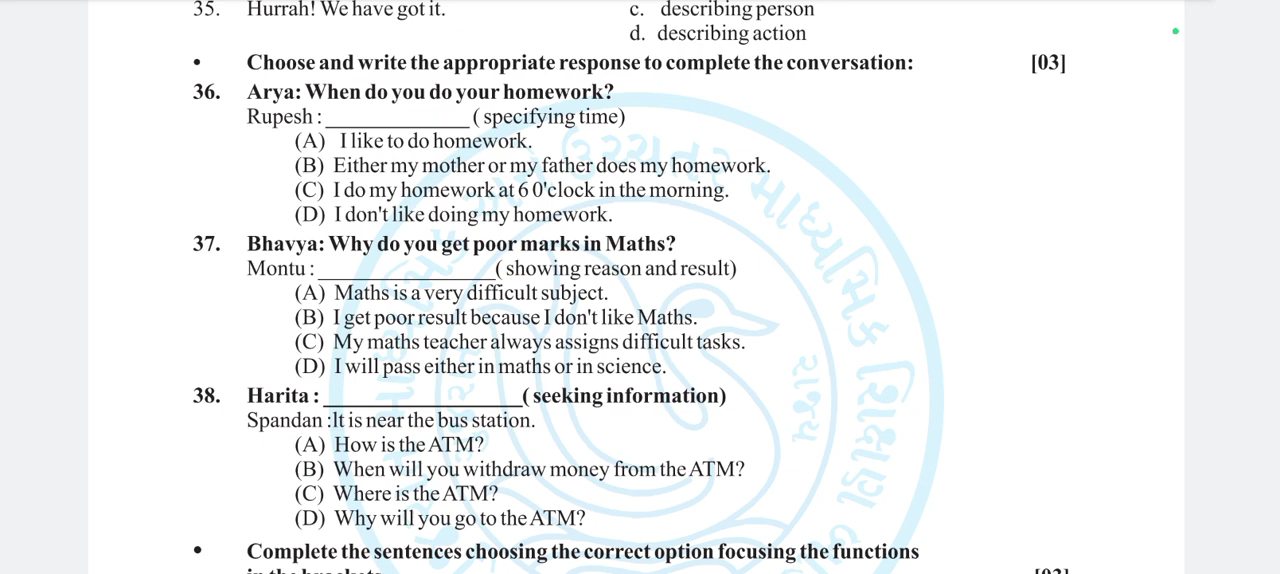 35. Hurrah! We have got it. c. describing person
d. describing action
• Choose and write the appropriate response to complete the conversation: [03]
36. Arya: When do you do your homework?
Rupesh : ____________ ( specifying time)
(A) I like to do homework.
(B) Either my mother or my father does my homework.
(C) I do my homework at 6 0'clock in the morning.
(D) I don't like doing my homework.
37. Bhavya: Why do you get poor marks in Maths?
Montu : _______________ ( showing reason and result)
(A) Maths is a very difficult subject.
(B) I get poor result because I don't like Maths.
(C) My maths teacher always assigns difficult tasks.
(D) I will pass either in maths or in science.
38. Harita : _________________ ( seeking information)
Spandan :It is near the bus station.
(A) How is the ATM?
(B) When will you withdraw money from the ATM?
(C) Where is the ATM?
(D) Why will you go to the ATM?
• Complete the sentences choosing the correct option focusing the functions